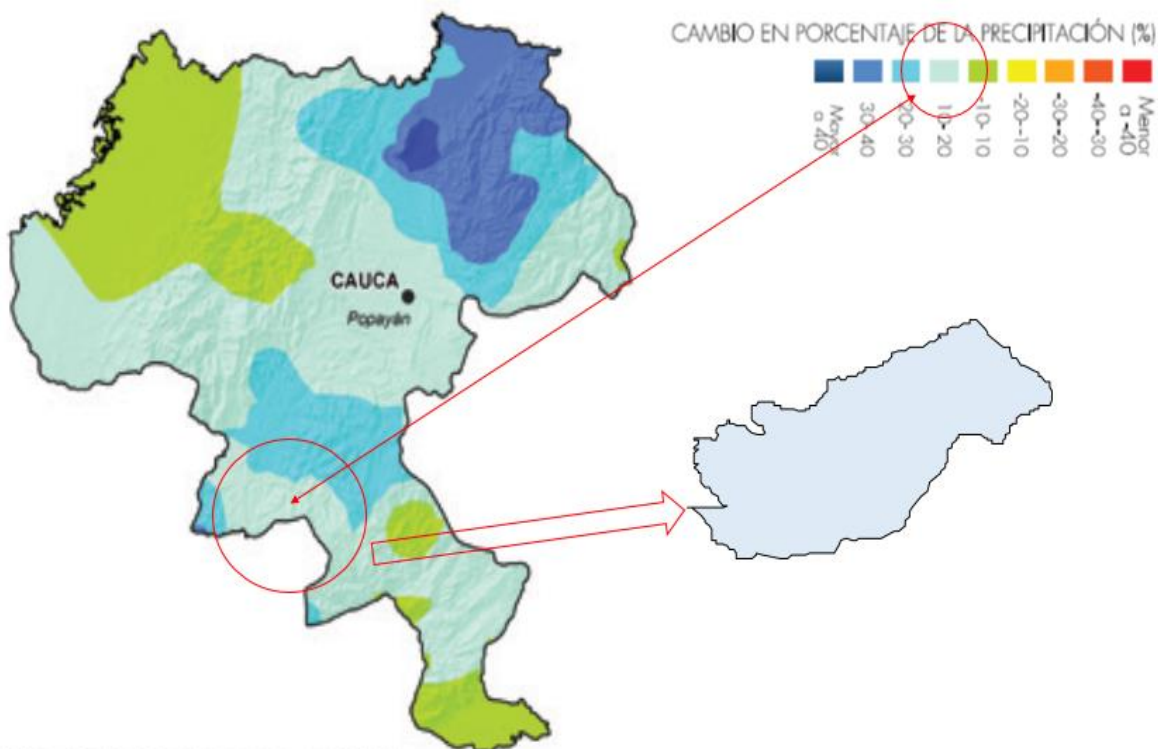 CAMBIO EN PORCENTAJE DE LA PRECIPITACIÓN (%)
Mayor a 40
30- 40
20- 30
10- 20
-10- 10
-20--10
-30--20
-40--30
Menor a -40
CAUCA
Popayán